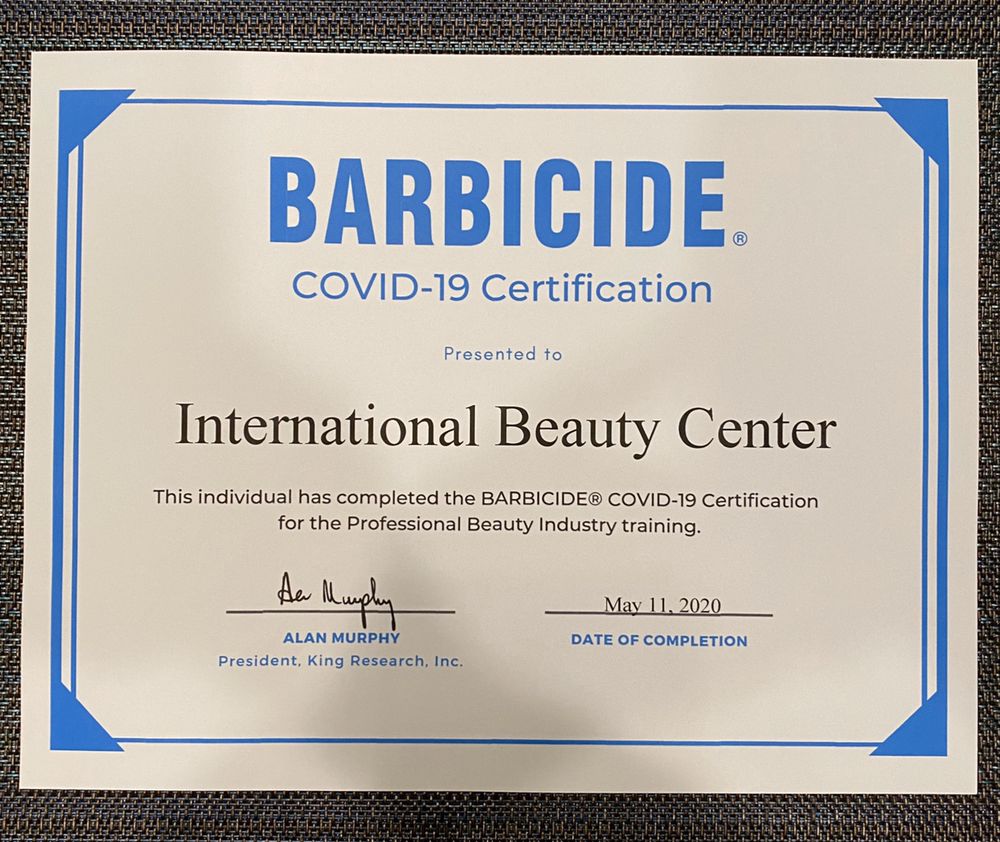 BARBICIDE®
COVID-19 Certification
Presented to
International Beauty Center
This individual has completed the BARBICIDE® COVID-19 Certification
for the Professional Beauty Industry training.
Alan Murphy
May 11, 2020
ALAN MURPHY
DATE OF COMPLETION
President, King Research, Inc.